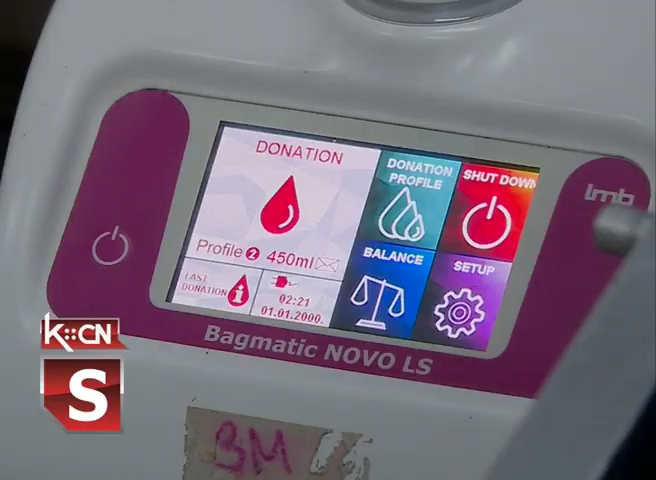 DONATION
Profile 2 450ml
LAST
DONATION
02:21
01.01.2000.
DONATION
PROFILE
SHUT DOWN
BALANCE
SETUP
lmb
Bagmatic NOVO LS
K::CN
S
3M